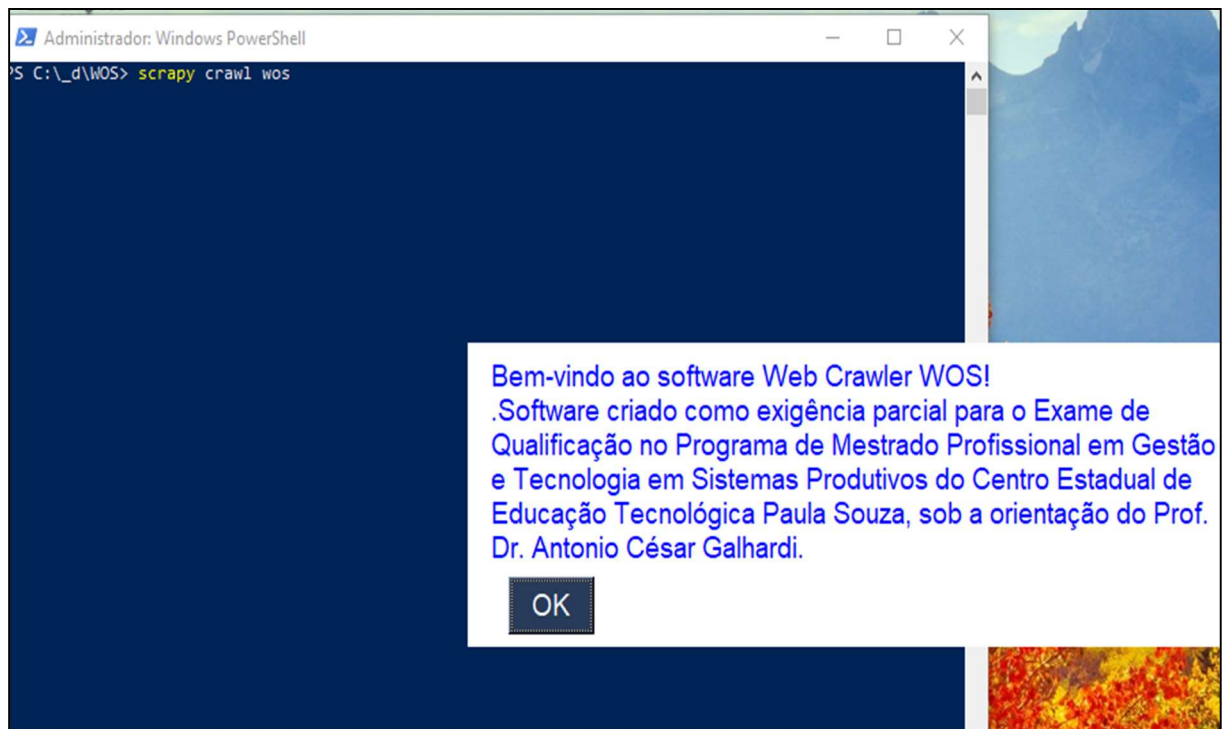 Administrador: Windows PowerShell
PS C:\_d\WOS> scrapy crawl wos
Bem-vindo ao software Web Crawler WOS!
.Software criado como exigência parcial para o Exame de
Qualificação no Programa de Mestrado Profissional em Gestão
e Tecnologia em Sistemas Produtivos do Centro Estadual de
Educação Tecnológica Paula Souza, sob a orientação do Prof.
Dr. Antonio César Galhardi.
OK